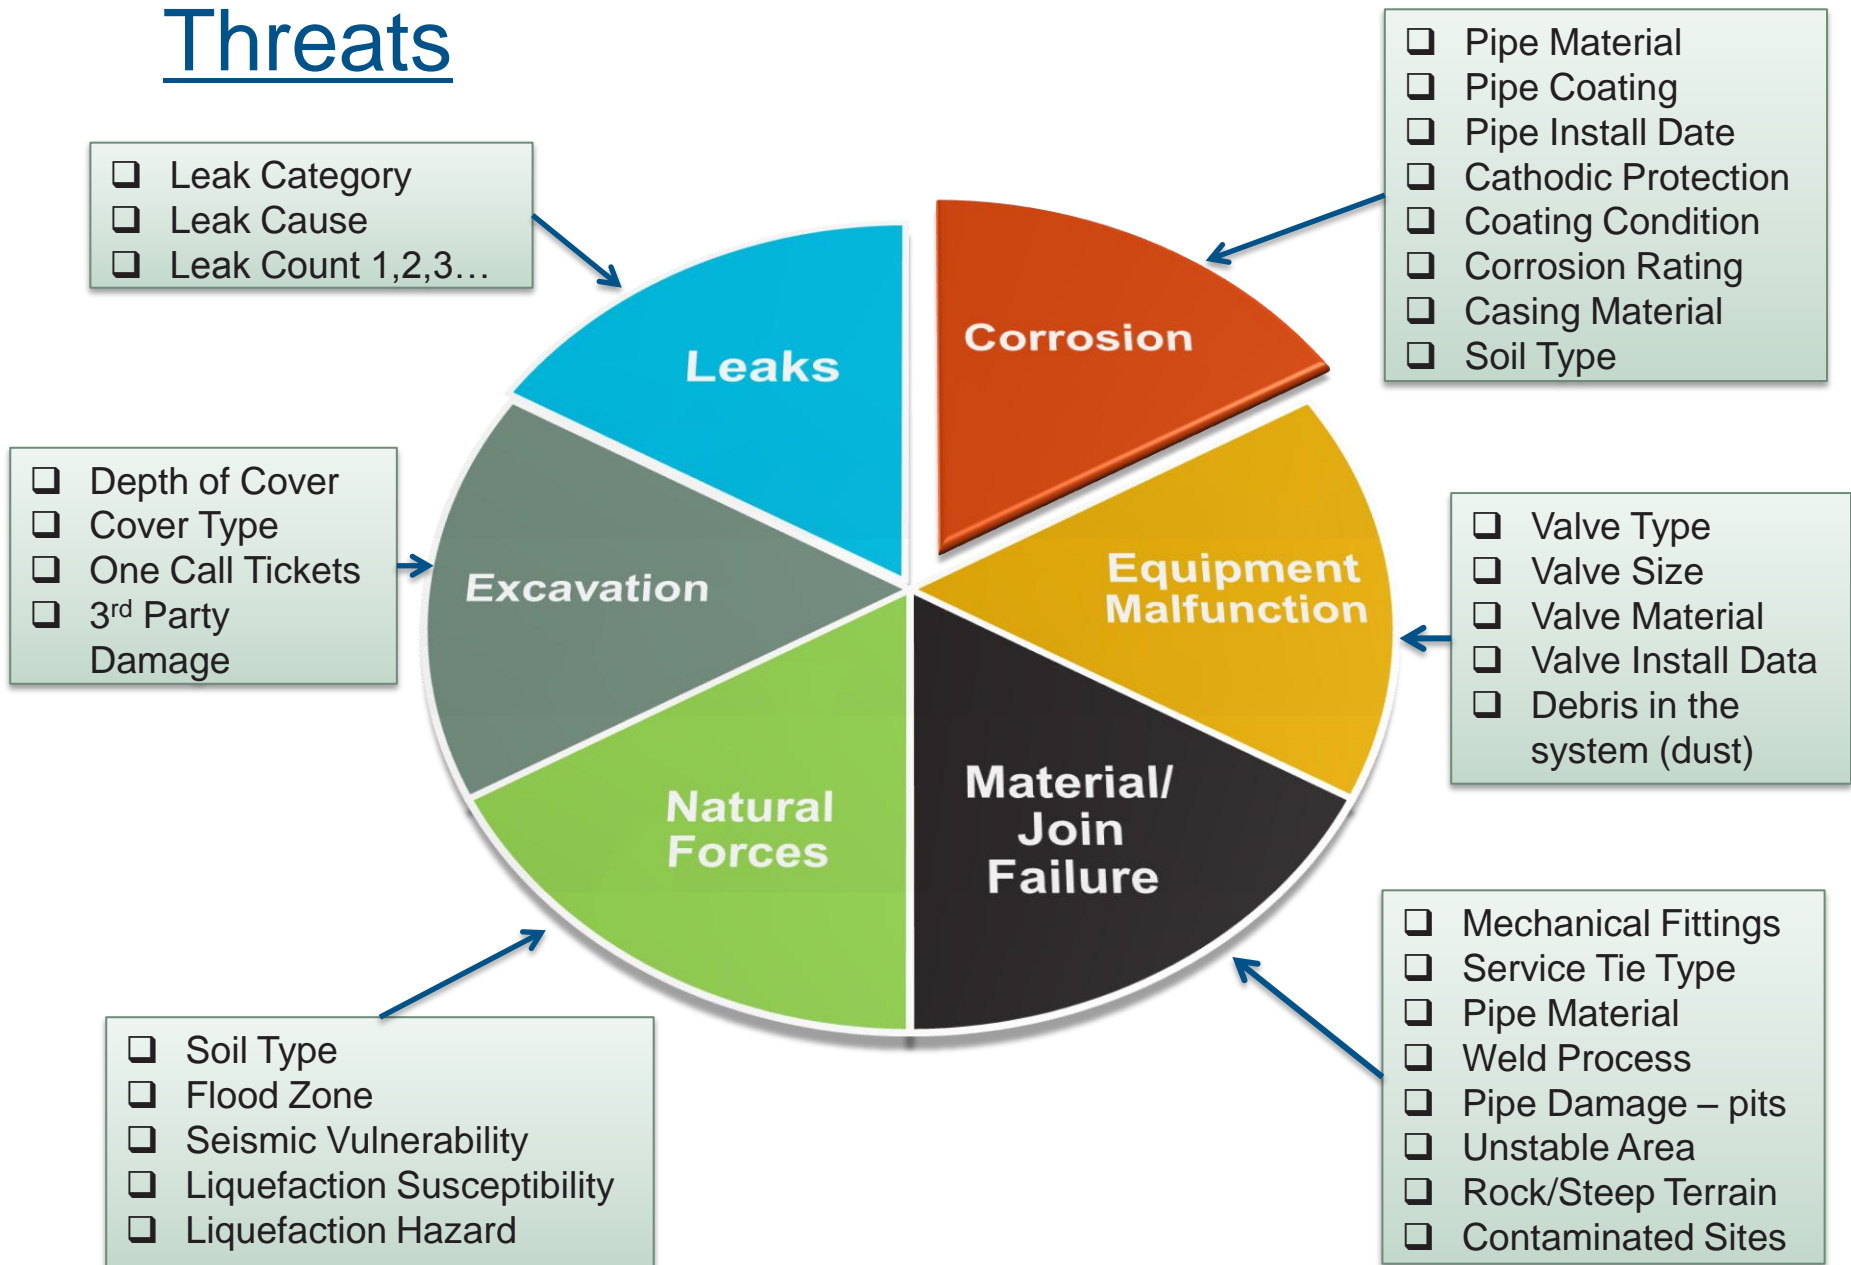 Threats
❑ Leak Category
❑ Leak Cause
❑ Leak Count 1,2,3…
❑ Pipe Material
❑ Pipe Coating
❑ Pipe Install Date
❑ Cathodic Protection
❑ Coating Condition
❑ Corrosion Rating
❑ Casing Material
❑ Soil Type
Leaks
Corrosion
❑ Depth of Cover
❑ Cover Type
❑ One Call Tickets
❑ 3rd Party
Damage
Excavation
Equipment
Malfunction
❑ Valve Type
❑ Valve Size
❑ Valve Material
❑ Valve Install Data
❑ Debris in the
system (dust)
Natural
Forces
Material/
Join
Failure
❑ Soil Type
❑ Flood Zone
❑ Seismic Vulnerability
❑ Liquefaction Susceptibility
❑ Liquefaction Hazard
❑ Mechanical Fittings
❑ Service Tie Type
❑ Pipe Material
❑ Weld Process
❑ Pipe Damage – pits
❑ Unstable Area
❑ Rock/Steep Terrain
❑ Contaminated Sites